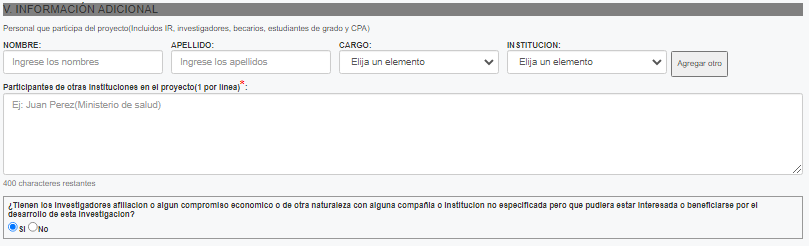 V. INFORMACIÓN ADICIONAL
Personal que participa del proyecto(Incluidos IR, investigadores, becarios, estudiantes de grado y CPA)
NOMBRE: APELLIDO: CARGO: INSTITUCION:
Ingrese los nombres Ingrese los apellidos Elija un elemento Elija un elemento Agregar otro
Participantes de otras instituciones en el proyecto(1 por linea)*:
Ej: Juan Perez(Ministerio de salud)
400 characteres restantes
¿Tienen los investigadores afiliacion o algun compromiso economico o de otra naturaleza con alguna compañia o institucion no especificada pero que pudiera estar interesada o beneficiarse por el
desarrollo de esta investigacion?
Si No